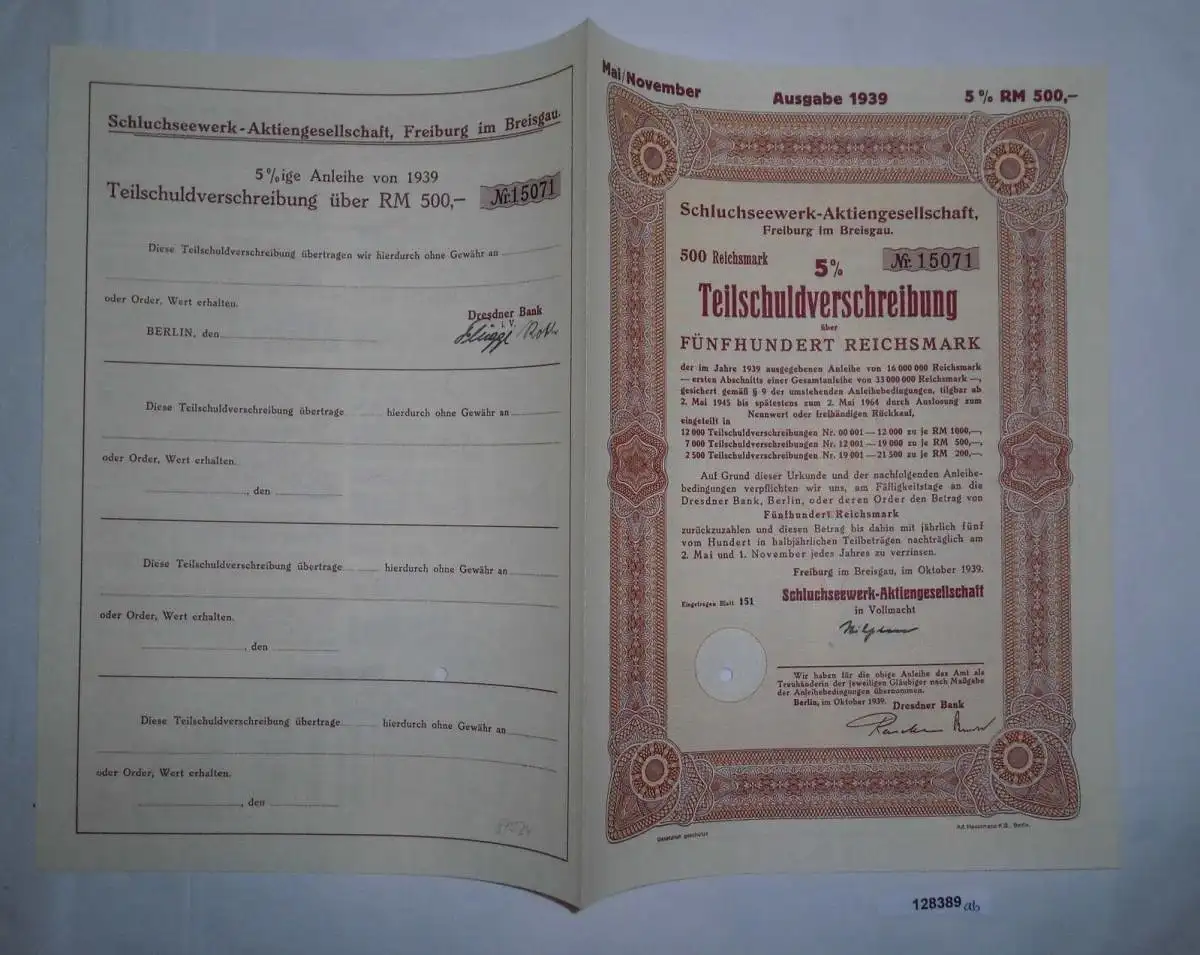 Schluchseewerk-Aktiengesellschaft, Freiburg im Breisgau.
5%ige Anleihe von 1939
Teilschuldverschreibung über RM 500,- Nr. 15071
Diese Teilschuldverschreibung übertragen wir hierdurch ohne Gewähr an
oder Order, Wert erhalten.
Dresdner Bank
i. V.
BERLIN, den
Diese Teilschuldverschreibung übertrage hierdurch ohne Gewähr an
oder Order, Wert erhalten.
, den
Diese Teilschuldverschreibung übertrage hierdurch ohne Gewähr an
oder Order, Wert erhalten.
, den
Diese Teilschuldverschreibung übertrage hierdurch ohne Gewähr an
oder Order, Wert erhalten.
, den
Mai/November Ausgabe 1939 5% RM 500,-
Schluchseewerk-Aktiengesellschaft,
Freiburg im Breisgau.
500 Reichsmark 5% Nr. 15071
Teilschuldverschreibung
über
FÜNFHUNDERT REICHSMARK
der im Jahre 1939 ausgegebenen Anleihe von 16 000 000 Reichsmark
— ersten Abschnitts einer Gesamtanleihe von 33 000 000 Reichsmark —,
gesichert gemäß § 9 der umstehenden Anleihebedingungen, tilgbar ab
2. Mai 1945 bis spätestens zum 2. Mai 1964 durch Auslosung zum
Nennwert oder freihändigen Rückkauf,
eingeteilt in
12 000 Teilschuldverschreibungen Nr. 00 001—12 000 zu je RM 1000,—,
7 000 Teilschuldverschreibungen Nr. 12 001—19 000 zu je RM 500,—,
2 500 Teilschuldverschreibungen Nr. 19 001—21 500 zu je RM 200,—.
Auf Grund dieser Urkunde und der nachfolgenden Anleihe-
bedingungen verpflichten wir uns, am Fälligkeitstage an die
Dresdner Bank, Berlin, oder deren Order den Betrag von
Fünfhundert Reichsmark
zurückzuzahlen und diesen Betrag bis dahin mit jährlich fünf
vom Hundert in halbjährlichen Teilbeträgen nachträglich am
2. Mai und 1. November jedes Jahres zu verzinsen.
Freiburg im Breisgau, im Oktober 1939.
Schluchseewerk-Aktiengesellschaft
Eingetragen Blatt 151
in Vollmacht
Wir haben für die obige Anleihe das Amt als
Treuhänderin der jeweiligen Gläubiger nach Maßgabe
der Anleihebedingungen übernommen.
Berlin, im Oktober 1939. Dresdner Bank
Gesetzlich geschützt
128389 ab